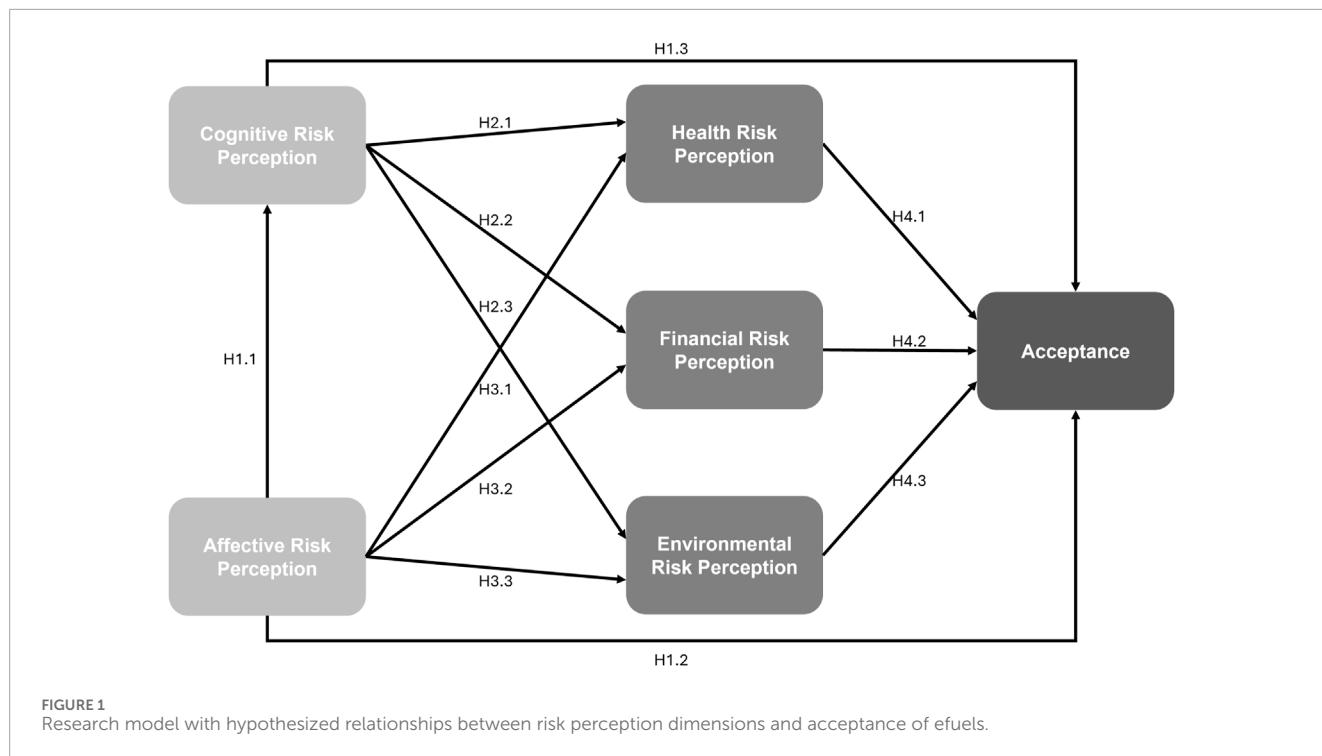 H1.3
Cognitive Risk
Perception
H2.1
Health Risk
Perception
H2.2
H4.1
H2.3
H1.1
Financial Risk
Perception
H4.2
Acceptance
H3.1
H3.2
H4.3
Affective Risk
Perception
H3.3
Environmental
Risk Perception
H1.2
FIGURE 1
Research model with hypothesized relationships between risk perception dimensions and acceptance of efuels.